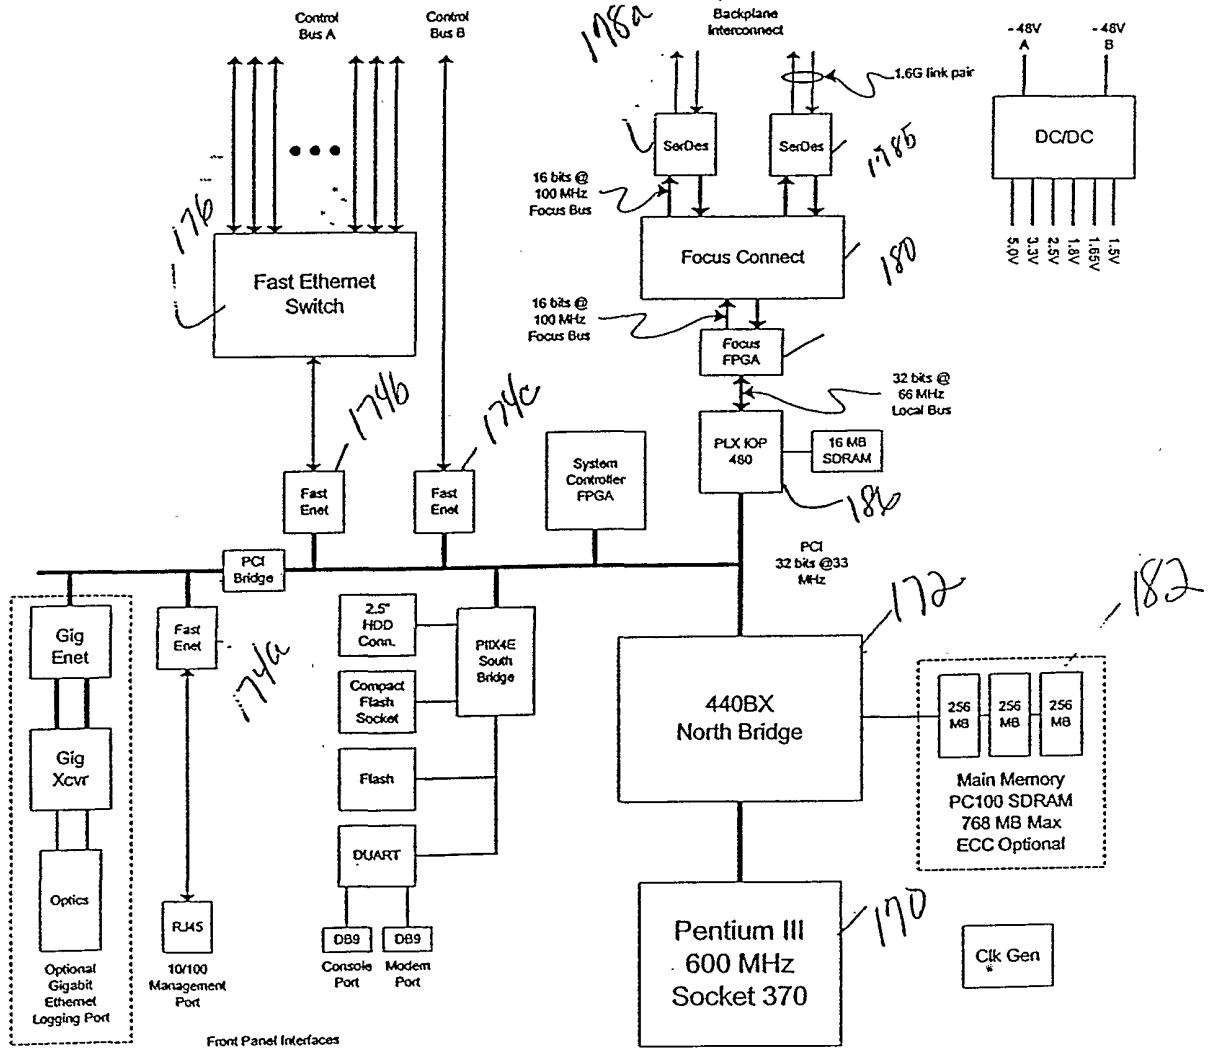 Control
Bus A
Control
Bus B
178a
Backplane
Interconnect
1.6G link pair
- 48V
A
- 48V
B
DC/DC
5.0V
3.3V
2.5V
1.8V
1.65V
1.5V
SerDes
SerDes
178b
16 bits @
100 MHz
Focus Bus
176
Fast Ethernet
Switch
Focus Connect
180
16 bits @
100 MHz
Focus Bus
Focus
FPGA
32 bits @
66 MHz
Local Bus
174b
174c
PLX IOP
480
16 MB
SDRAM
186
System
Controller
FPGA
Fast
Enet
Fast
Enet
PCI
Bridge
PCI
32 bits @33
MHz
172
182
Gig
Enet
Fast
Enet
174a
2.5"
HDD
Conn.
PIIX4E
South
Bridge
Compact
Flash
Socket
440BX
North Bridge
256
MB
256
MB
256
MB
Main Memory
PC100 SDRAM
768 MB Max
ECC Optional
Gig
Xcvr
Flash
DUART
Optics
RJ45
DB9
DB9
Console
Port
Modem
Port
Pentium III
600 MHz
Socket 370
170
Clk Gen
Optional
Gigabit
Ethernet
Logging Port
10/100
Management
Port
Front Panel Interfaces